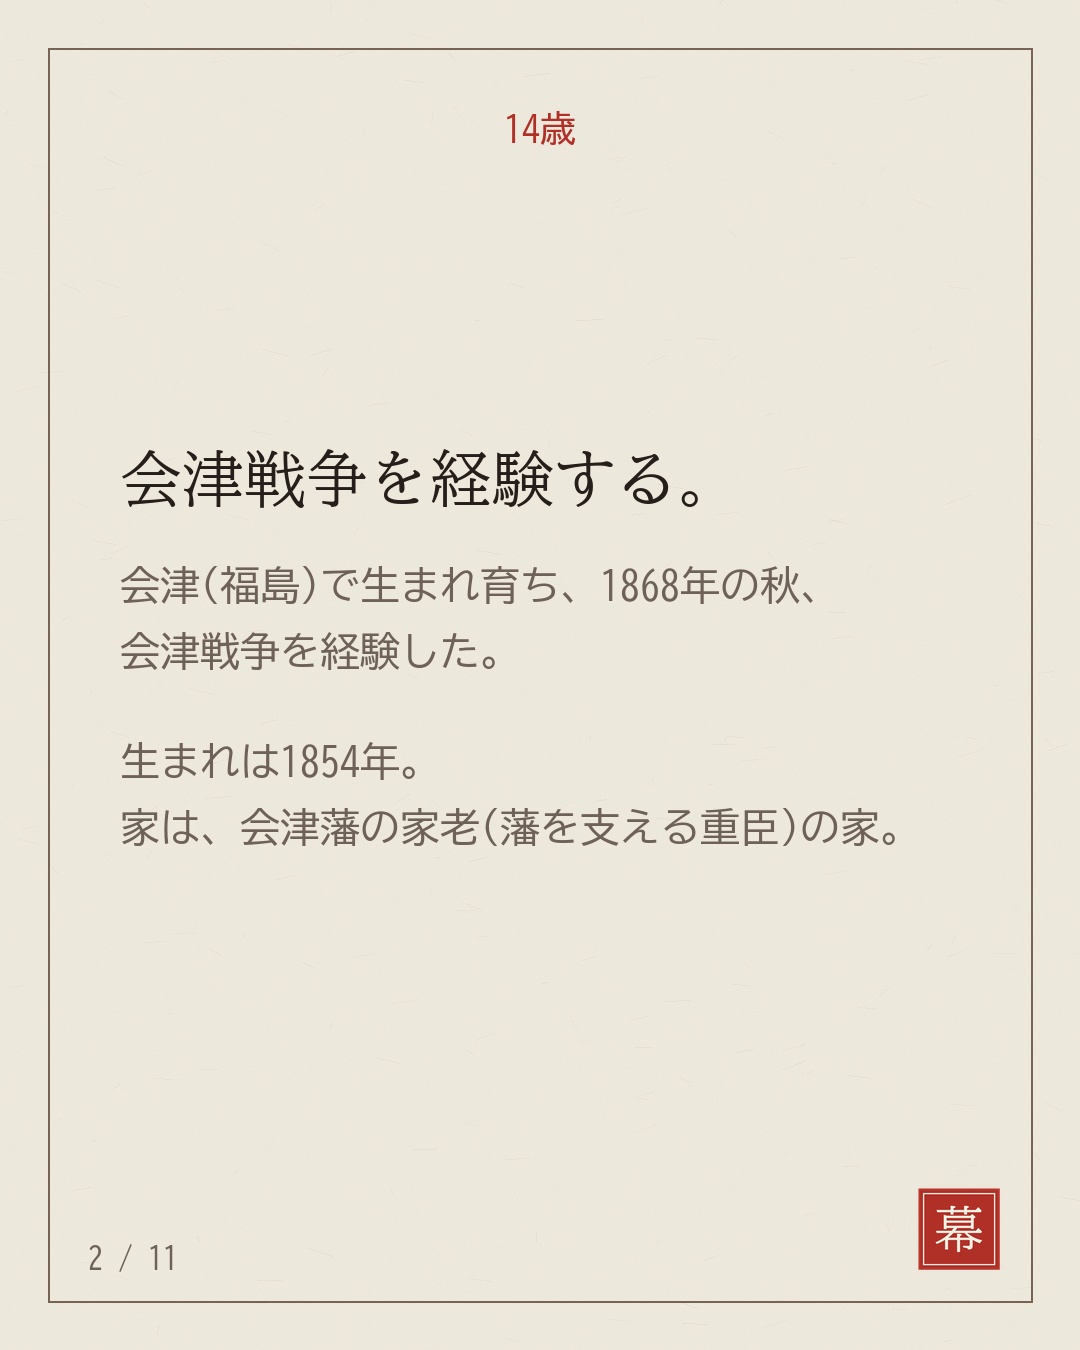 14歳
会津戦争を経験する。
会津(福島)で生まれ育ち、1868年の秋、
会津戦争を経験した。
生まれは1854年。
家は、会津藩の家老(藩を支える重臣)の家。
幕
2 / 11